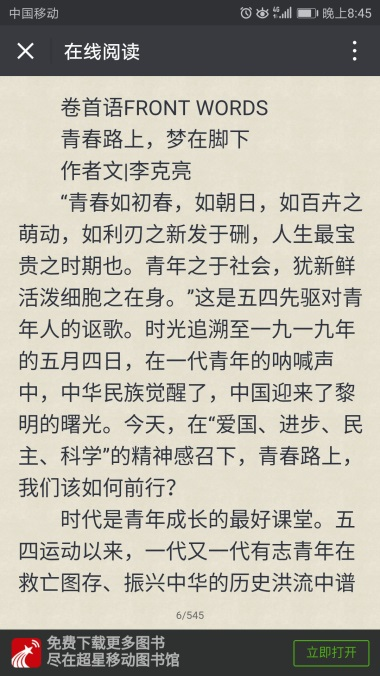 中国移动
晚上8:45
在线阅读
卷首语FRONT WORDS
青春路上，梦在脚下
作者文|李克亮
“青春如初春，如朝日，如百卉之
萌动，如利刃之新发于硎，人生最宝
贵之时期也。青年之于社会，犹新鲜
活泼细胞之在身。”这是五四先驱对青
年人的讴歌。时光追溯至一九一九年
的五月四日，在一代青年的呐喊声
中，中华民族觉醒了，中国迎来了黎
明的曙光。今天，在“爱国、进步、民
主、科学”的精神感召下，青春路上，
我们该如何前行？
时代是青年成长的最好课堂。五
四运动以来，一代又一代有志青年在
救亡图存、振兴中华的历史洪流中谱
6/545
免费下载更多图书
尽在超星移动图书馆
立即打开